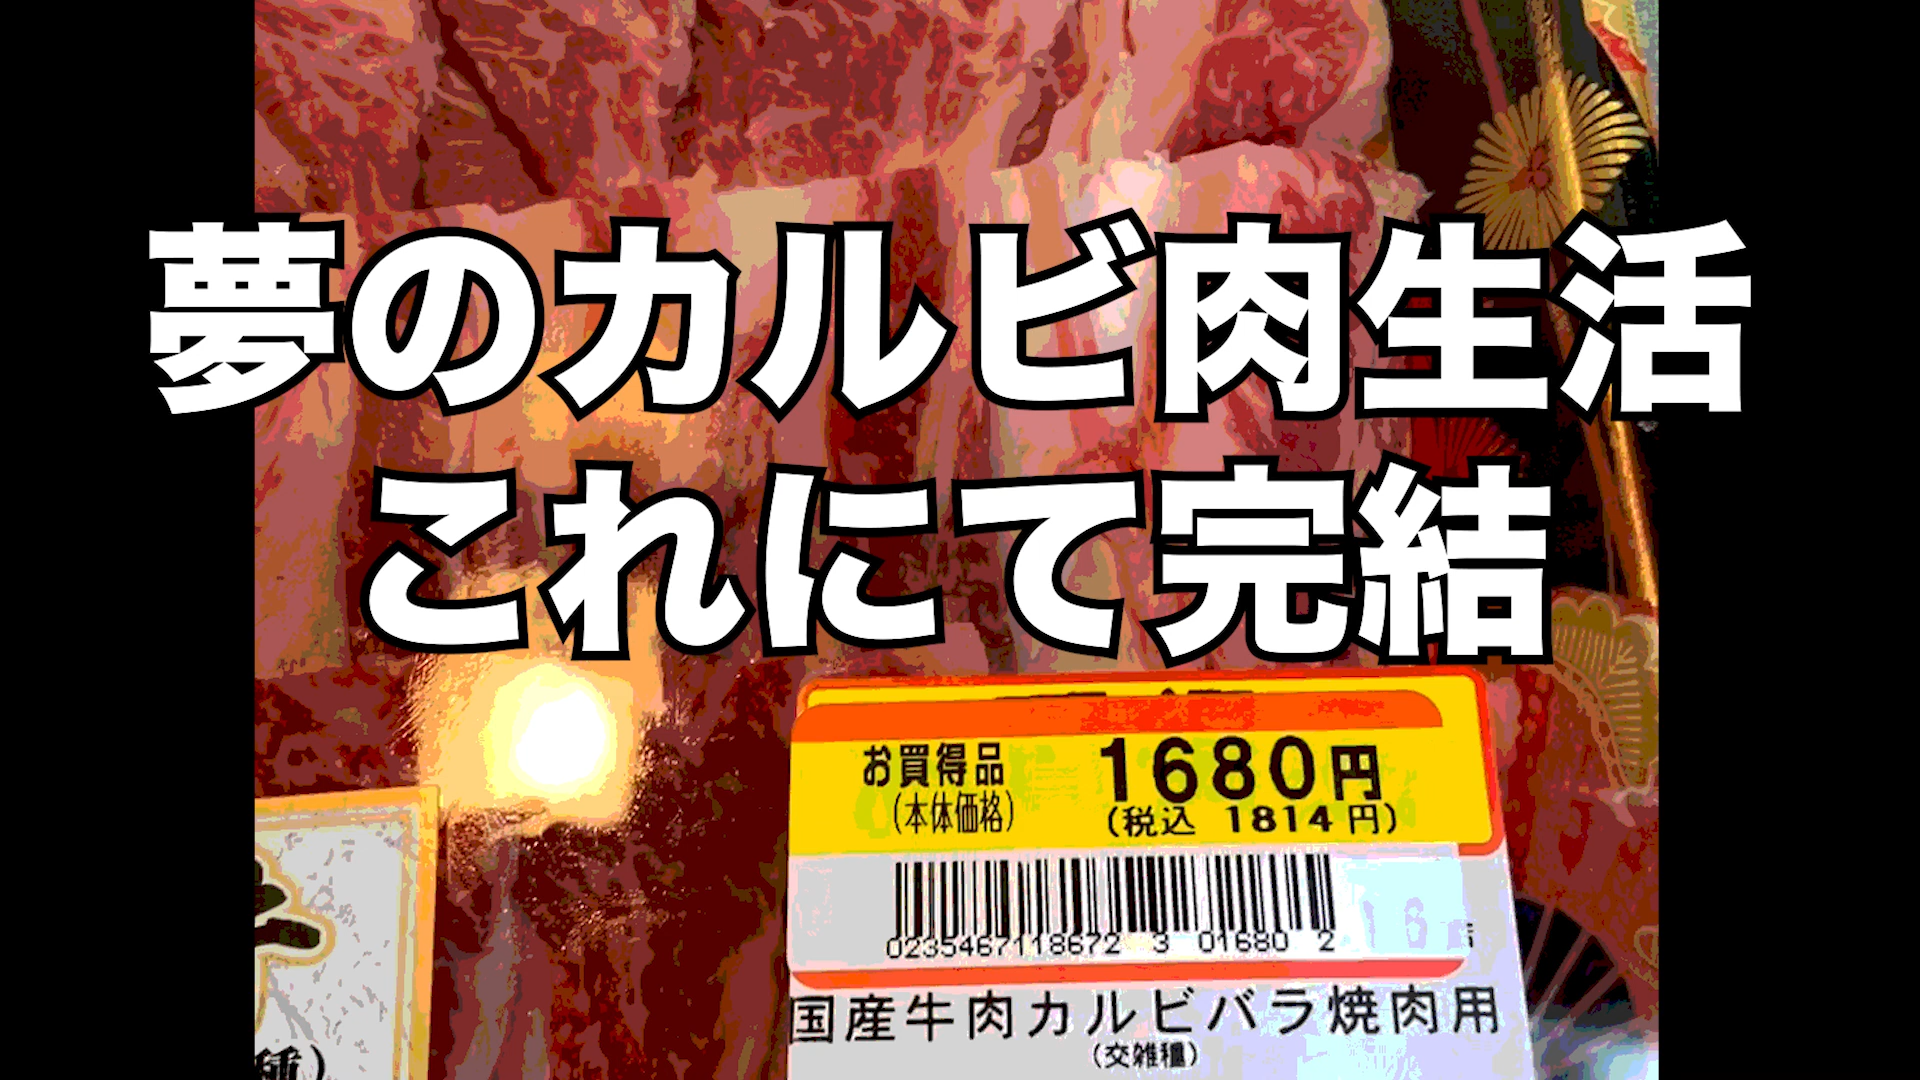 夢のカルビ肉生活
これにて完結
お買得品 1680円
(本体価格) (税込 1814円)
0235467118672 3 01680 2
国産牛肉カルビバラ焼肉用
(交雑種)
種)